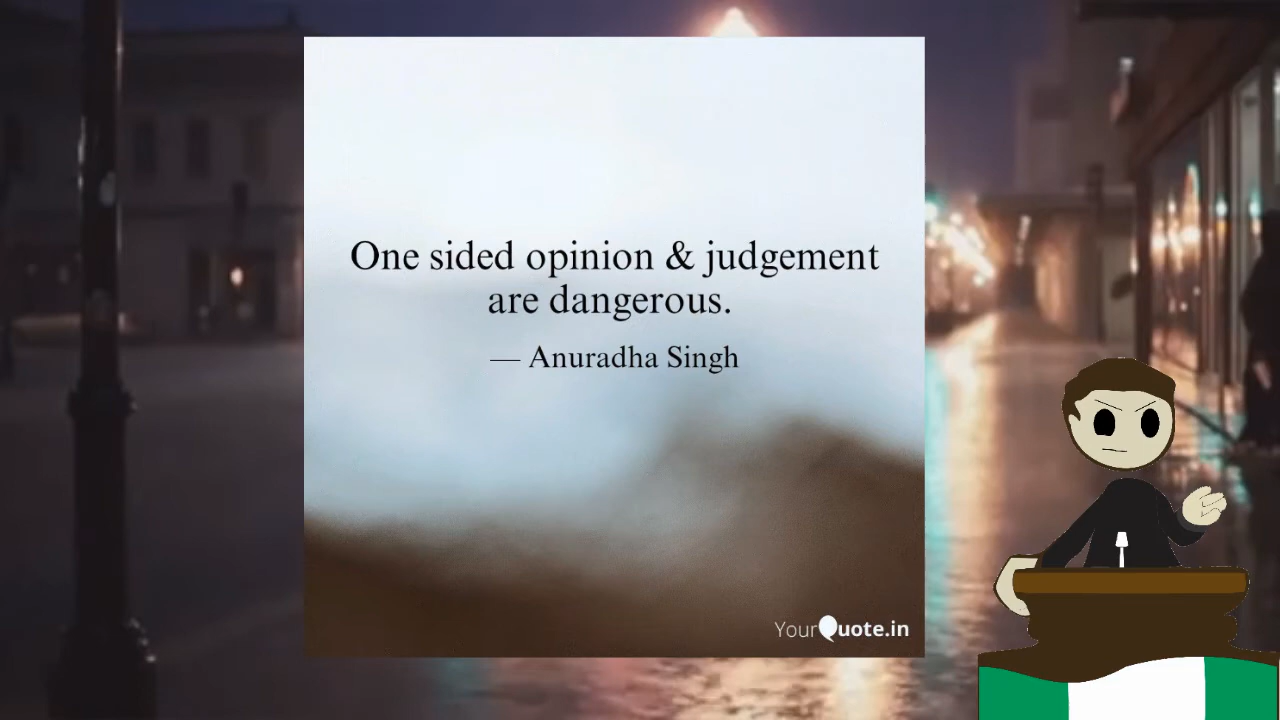 One sided opinion & judgement
are dangerous.
— Anuradha Singh
YourQuote.in